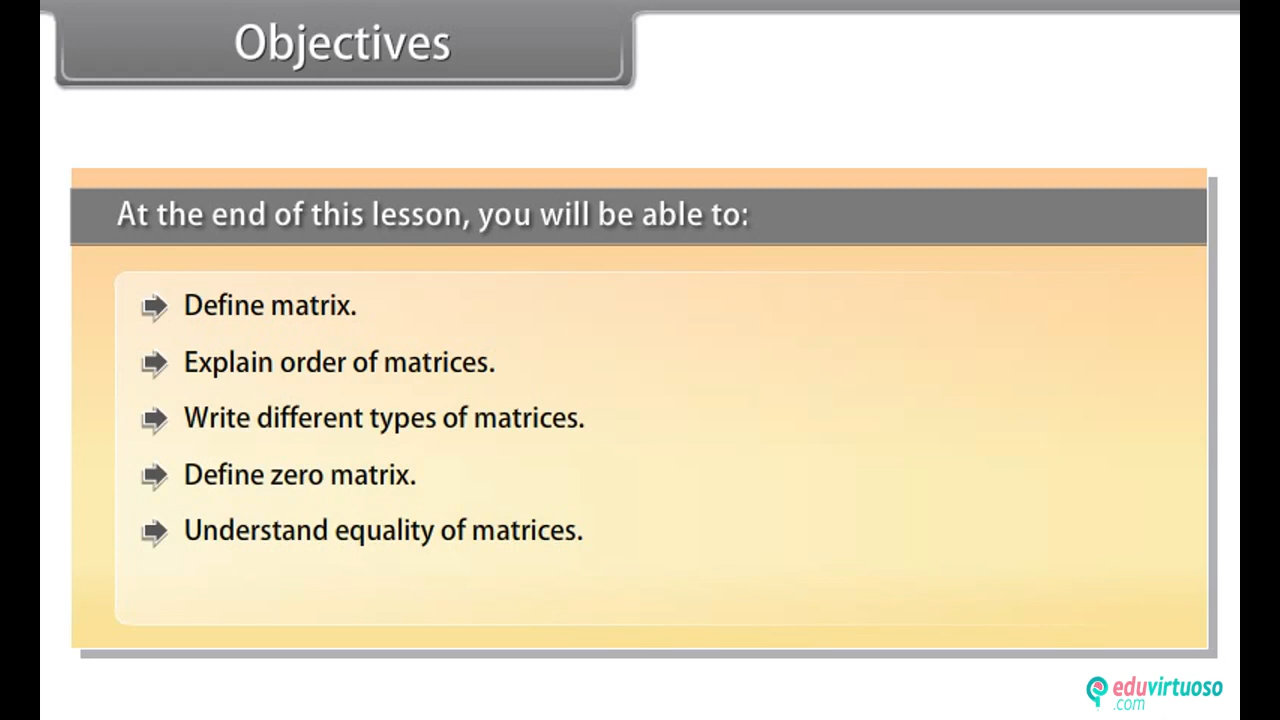 Objectives
At the end of this lesson, you will be able to:
Define matrix.
Explain order of matrices.
Write different types of matrices.
Define zero matrix.
Understand equality of matrices.
eduvirtuoso
.com